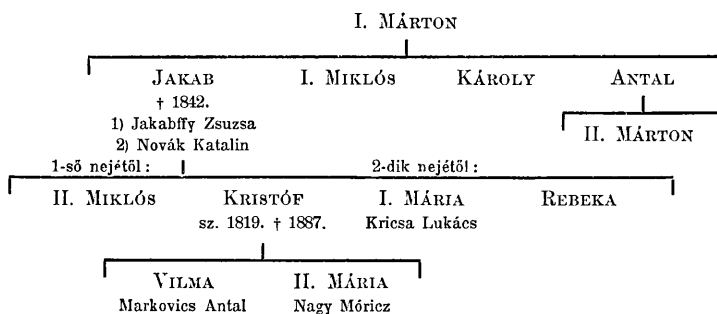 I. MÁRTON
JAKAB I. MIKLÓS KÁROLY ANTAL
† 1842.
1) Jakabffy Zsuzsa
2) Novák Katalin
II. MÁRTON
1-ső nejétől: 2-dik nejétől:
II. MIKLÓS KRISTÓF I. MÁRIA REBEKA
sz. 1819. † 1887. Kricsa Lukács
VILMA II. MÁRIA
Markovics Antal Nagy Móricz